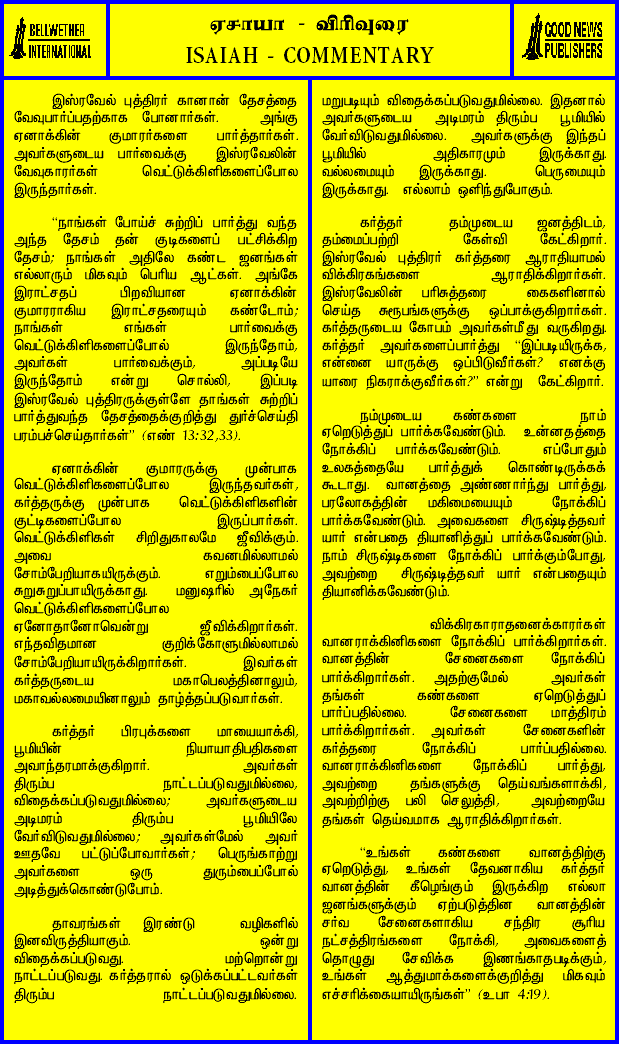 BELLWETHER
INTERNATIONAL
ஏசாயா - விரிவுரை
ISAIAH - COMMENTARY
GOOD NEWS
PUBLISHERS
இஸ்ரவேல் புத்திரர் கானான் தேசத்தை
வேவுபார்ப்பதற்காக போனார்கள். அங்கு
ஏனாக்கின் குமாரர்களை பார்த்தார்கள்.
அவர்களுடைய பார்வைக்கு இஸ்ரவேலின்
வேவுகாரர்கள் வெட்டுக்கிளிகளைப்போல
இருந்தார்கள்.
“நாங்கள் போய்ச் சுற்றிப் பார்த்து வந்த
அந்த தேசம் தன் குடிகளைப் பட்சிக்கிற
தேசம்; நாங்கள் அதிலே கண்ட ஜனங்கள்
எல்லாரும் மிகவும் பெரிய ஆட்கள். அங்கே
இராட்சதப் பிறவியான ஏனாக்கின்
குமாரராகிய இராட்சதரையும் கண்டோம்;
நாங்கள் எங்கள் பார்வைக்கு
வெட்டுக்கிளிகளைப்போல் இருந்தோம்,
அவர்கள் பார்வைக்கும், அப்படியே
இருந்தோம் என்று சொல்லி, இப்படி
இஸ்ரவேல் புத்திரருக்குள்ளே தாங்கள் சுற்றிப்
பார்த்துவந்த தேசத்தைக்குறித்து துர்ச்செய்தி
பரம்பச்செய்தார்கள்” (எண் 13:32,33).
ஏனாக்கின் குமாரருக்கு முன்பாக
வெட்டுக்கிளிகளைப்போல இருந்தவர்கள்,
கர்த்தருக்கு முன்பாக வெட்டுக்கிளிகளின்
குட்டிகளைப்போல இருப்பார்கள்.
வெட்டுக்கிளிகள் சிறிதுகாலமே ஜீவிக்கும்.
அவை கவனமில்லாமல்
சோம்பேறியாகயிருக்கும். எறும்பைப்போல
சுறுசுறுப்பாயிருக்காது. மனுஷரில் அநேகர்
வெட்டுக்கிளிகளைப்போல
ஏனோதானோவென்று ஜீவிக்கிறார்கள்.
எந்தவிதமான குறிக்கோளுமில்லாமல்
சோம்பேறியாயிருக்கிறார்கள். இவர்கள்
கர்த்தருடைய மகாபெலத்தினாலும்,
மகாவல்லமையினாலும் தாழ்த்தப்படுவார்கள்.
கர்த்தர் பிரபுக்களை மாயையாக்கி,
பூமியின் நியாயாதிபதிகளை
அவாந்தரமாக்குகிறார். அவர்கள்
திரும்ப நாட்டப்படுவதுமில்லை,
விதைக்கப்படுவதுமில்லை; அவர்களுடைய
அடிமரம் திரும்ப பூமியிலே
வேர்விடுவதுமில்லை; அவர்கள்மேல் அவர்
ஊதவே பட்டுப்போவார்கள்; பெருங்காற்று
அவர்களை ஒரு துரும்பைப்போல்
அடித்துக்கொண்டுபோம்.
தாவரங்கள் இரண்டு வழிகளில்
இனவிருத்தியாகும். ஒன்று
விதைக்கப்படுவது. மற்றொன்று
நாட்டப்படுவது. கர்த்தரால் ஒடுக்கப்பட்டவர்கள்
திரும்ப நாட்டப்படுவதுமில்லை.
மறுபடியும் விதைக்கப்படுவதுமில்லை. இதனால்
அவர்களுடைய அடிமரம் திரும்ப பூமியில்
வேர்விடுவதுமில்லை. அவர்களுக்கு இந்தப்
பூமியில் அதிகாரமும் இருக்காது.
வல்லமையும் இருக்காது. பெருமையும்
இருக்காது. எல்லாம் ஒளிந்துபோகும்.
கர்த்தர் தம்முடைய ஜனத்திடம்,
தம்மைப்பற்றி கேள்வி கேட்கிறார்.
இஸ்ரவேல் புத்திரர் கர்த்தரை ஆராதியாமல்
விக்கிரகங்களை ஆராதிக்கிறார்கள்.
இஸ்ரவேலின் பரிசுத்தரை கைகளினால்
செய்த சுரூபங்களுக்கு ஒப்பாக்குகிறார்கள்.
கர்த்தருடைய கோபம் அவர்கள்மீது வருகிறது.
கர்த்தர் அவர்களைப்பார்த்து “இப்படியிருக்க,
என்னை யாருக்கு ஒப்பிடுவீர்கள்? எனக்கு
யாரை நிகராக்குவீர்கள்?” என்று கேட்கிறார்.
நம்முடைய கண்களை நாம்
ஏறெடுத்துப் பார்க்கவேண்டும். உன்னதத்தை
நோக்கிப் பார்க்கவேண்டும். எப்போதும்
உலகத்தையே பார்த்துக் கொண்டிருக்கக்
கூடாது. வானத்தை அண்ணார்ந்து பார்த்து,
பரலோகத்தின் மகிமையையும் நோக்கிப்
பார்க்கவேண்டும். அவைகளை சிருஷ்டித்தவர்
யார் என்பதை தியானித்துப் பார்க்கவேண்டும்.
நாம் சிருஷ்டிகளை நோக்கிப் பார்க்கும்போது,
அவற்றை சிருஷ்டித்தவர் யார் என்பதையும்
தியானிக்கவேண்டும்.
விக்கிரகாராதனைக்காரர்கள்
வானராக்கினிகளை நோக்கிப் பார்க்கிறார்கள்.
வானத்தின் சேனைகளை நோக்கிப்
பார்க்கிறார்கள். அதற்குமேல் அவர்கள்
தங்கள் கண்களை ஏறெடுத்துப்
பார்ப்பதில்லை. சேனைகளை மாத்திரம்
பார்க்கிறார்கள். அவர்கள் சேனைகளின்
கர்த்தரை நோக்கிப் பார்ப்பதில்லை.
வானராக்கினிகளை நோக்கிப் பார்த்து,
அவற்றை தங்களுக்கு தெய்வங்களாக்கி,
அவற்றிற்கு பலி செலுத்தி, அவற்றையே
தங்கள் தெய்வமாக ஆராதிக்கிறார்கள்.
“உங்கள் கண்களை வானத்திற்கு
ஏறெடுத்து, உங்கள் தேவனாகிய கர்த்தர்
வானத்தின் கீழெங்கும் இருக்கிற எல்லா
ஜனங்களுக்கும் ஏற்படுத்தின வானத்தின்
சர்வ சேனைகளாகிய சந்திர சூரிய
நட்சத்திரங்களை நோக்கி, அவைகளைத்
தொழுது சேவிக்க இணங்காதபடிக்கும்,
உங்கள் ஆத்துமாக்களைக்குறித்து மிகவும்
எச்சரிக்கையாயிருங்கள்” (உபா 4:19).